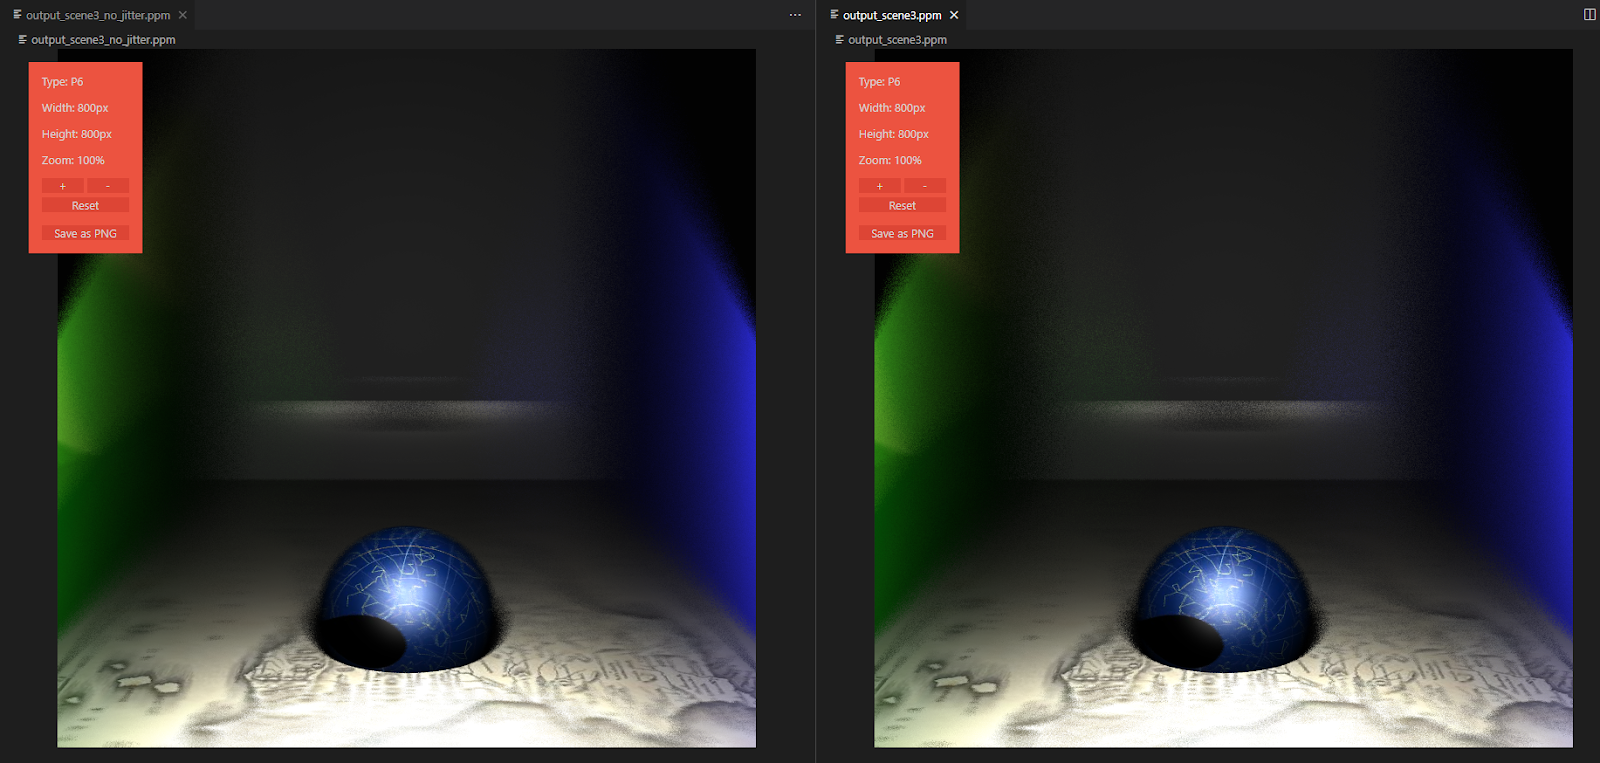 output_scene3_no_jitter.ppm
output_scene3_no_jitter.ppm
Type: P6
Width: 800px
Height: 800px
Zoom: 100%
+ -
Reset
Save as PNG
output_scene3.ppm
output_scene3.ppm
Type: P6
Width: 800px
Height: 800px
Zoom: 100%
+ -
Reset
Save as PNG